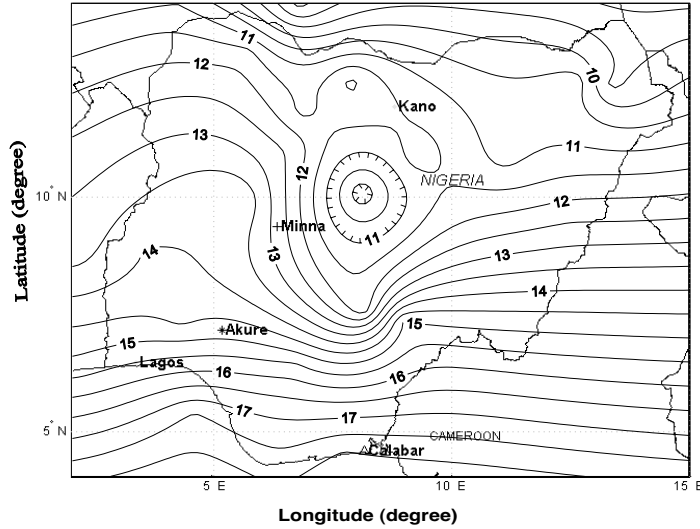 11
12
10
Kano
13
11
12
NIGERIA
10° N
12
Minna
11
13
13
14
14
15
Akure
15
Lagos
16
16
17
17
5° N
CAMEROON
Calabar
5 E
10 E
15 E
Longitude (degree)
Latitude (degree)